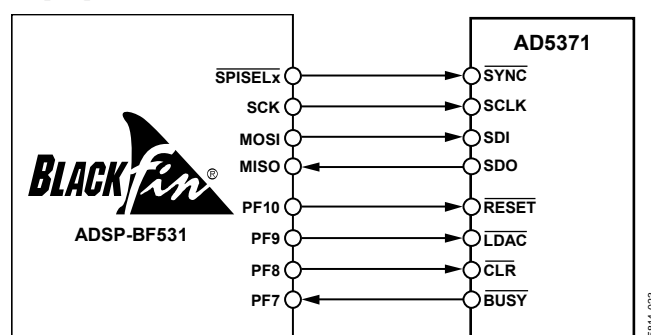 AD5371
SPISELx
SYNC
SCK
SCLK
MOSI
SDI
MISO
SDO
BLACKfin®
ADSP-BF531
PF10
RESET
PF9
LDAC
PF8
CLR
PF7
BUSY